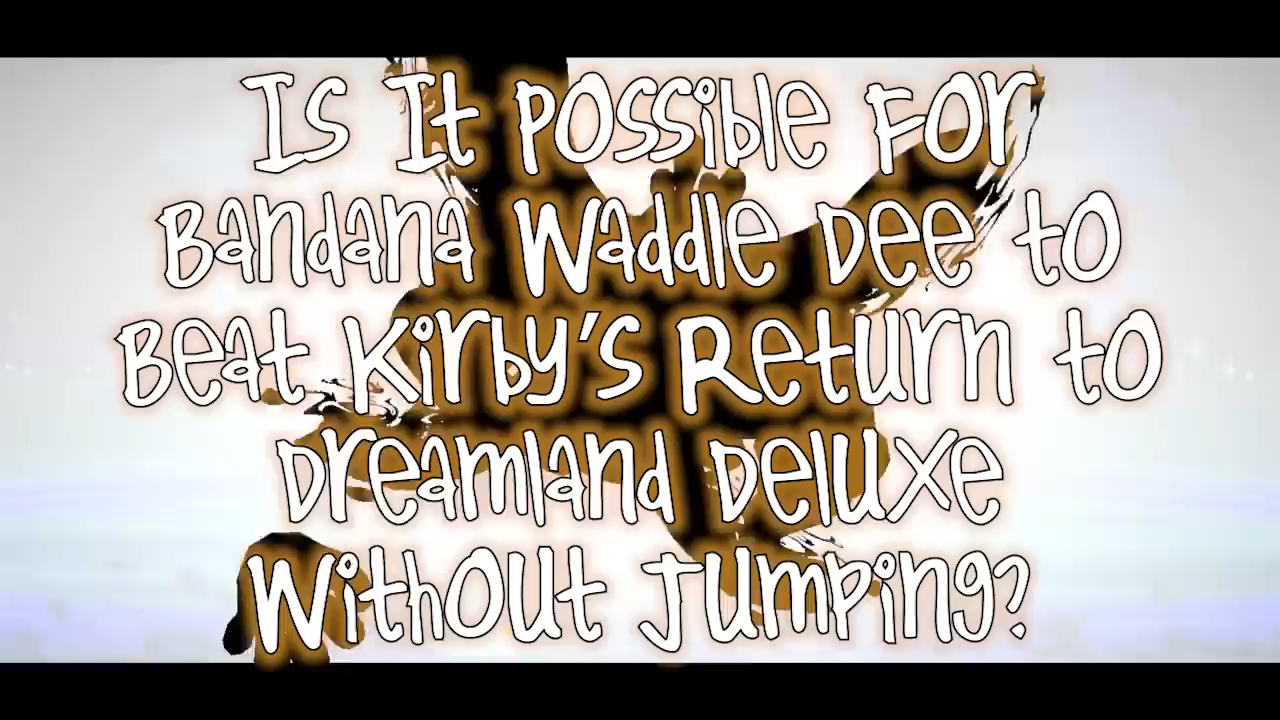 Is It Possible For
Bandana Waddle Dee to
Beat Kirby's Return to
Dreamland Deluxe
Without Jumping?